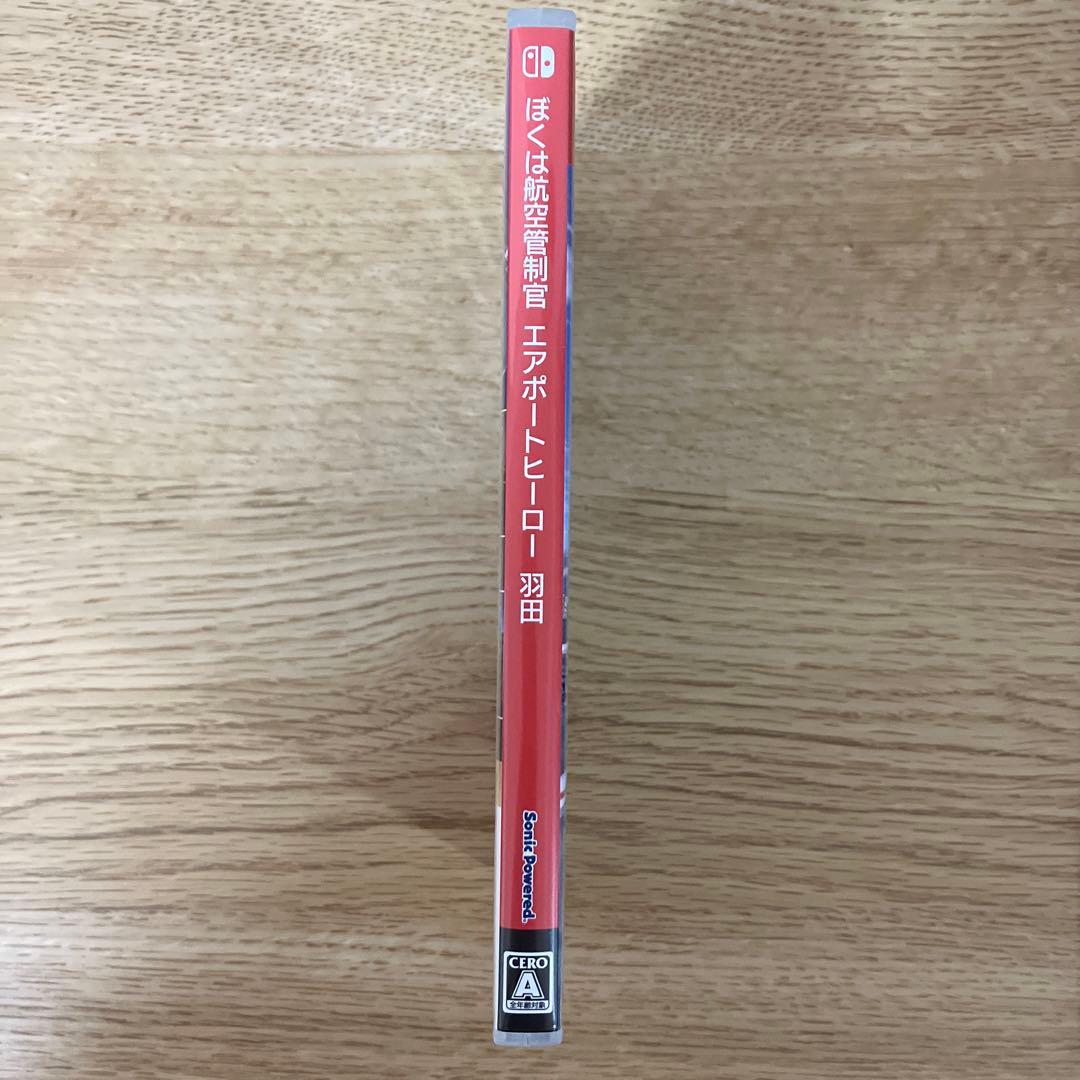 ぼくは航空管制官 エアポートヒーロー 羽田
Sonic Powered.
CERO
A
全年齢対象